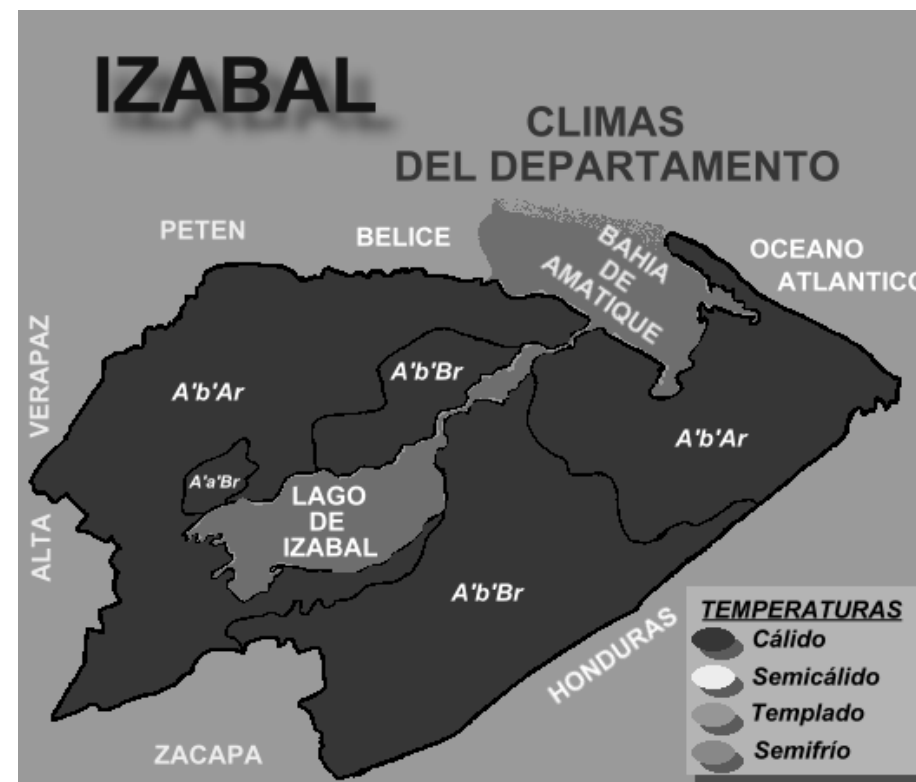 IZABAL
CLIMAS
DEL DEPARTAMENTO
PETEN
BELICE
BAHIA
DE
AMATIQUE
OCEANO
ATLANTICO
ALTA VERAPAZ
A'b'Ar
A'b'Br
A'b'Ar
A'a'Br
LAGO
DE
IZABAL
A'b'Br
HONDURAS
ZACAPA
TEMPERATURAS
Cálido
Semicálido
Templado
Semifrío